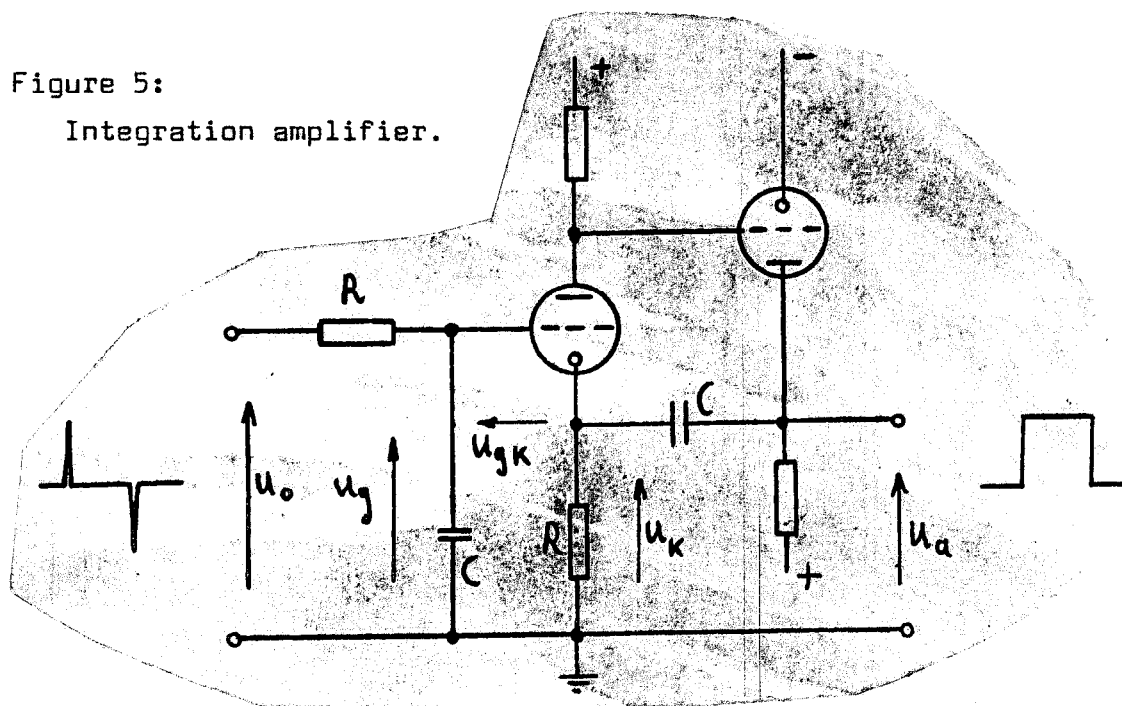 Figure 5:
Integration amplifier.
+
-
R
C
u_gk
u_o
u_g
C
R
u_k
+
u_a